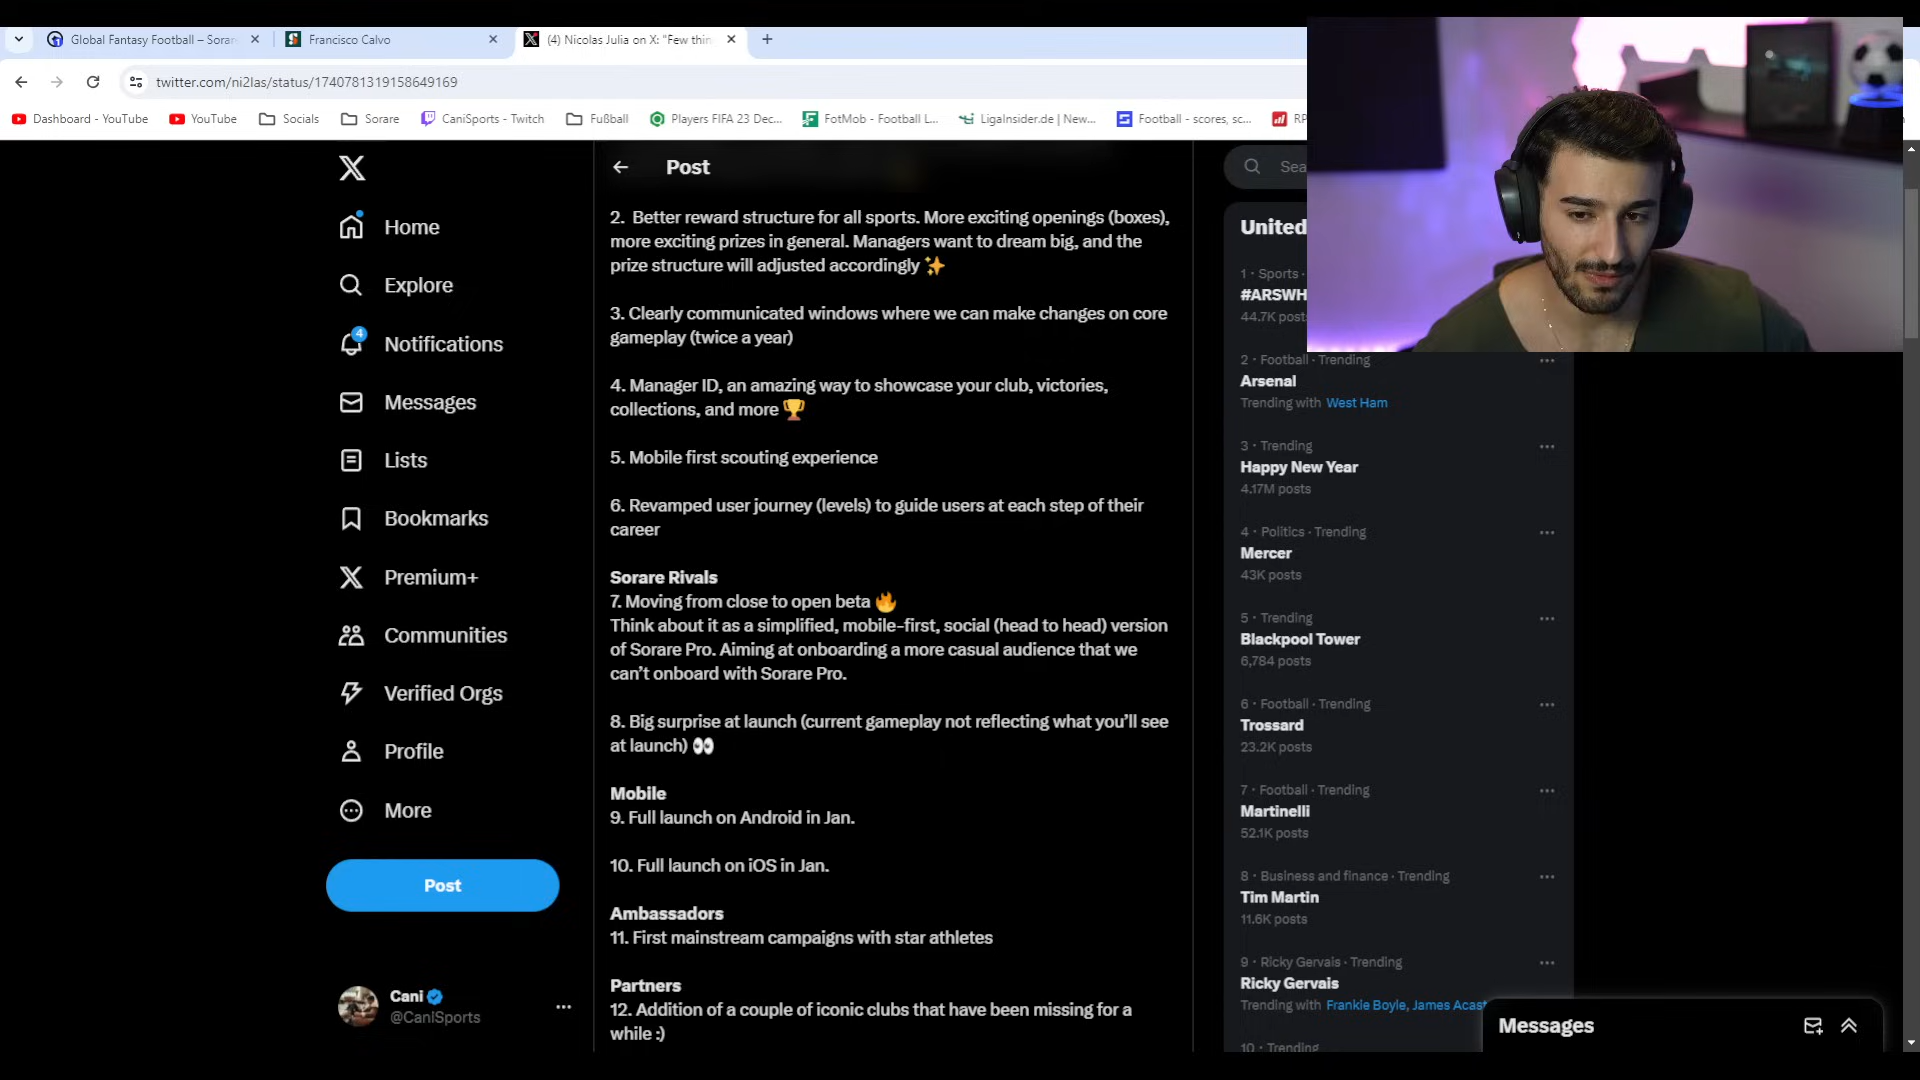 Global Fantasy Football – Sorar
Francisco Calvo
(4) Nicolas Julia on X: "Few thin
twitter.com/ni2las/status/1740781319158649169
Dashboard - YouTube
YouTube
Socials
Sorare
CaniSports - Twitch
Fußball
Players FIFA 23 Dec...
FotMob - Football L...
LigaInsider.de | New...
Football - scores, sc...
Home
Explore
4
Notifications
Messages
Lists
Bookmarks
Premium+
Communities
Verified Orgs
Profile
More
Post
Cani
@CaniSports
Post
2. Better reward structure for all sports. More exciting openings (boxes),
more exciting prizes in general. Managers want to dream big, and the
prize structure will adjusted accordingly ✨
3. Clearly communicated windows where we can make changes on core
gameplay (twice a year)
4. Manager ID, an amazing way to showcase your club, victories,
collections, and more 🏆
5. Mobile first scouting experience
6. Revamped user journey (levels) to guide users at each step of their
career
Sorare Rivals
7. Moving from close to open beta 🔥
Think about it as a simplified, mobile-first, social (head to head) version
of Sorare Pro. Aiming at onboarding a more casual audience that we
can't onboard with Sorare Pro.
8. Big surprise at launch (current gameplay not reflecting what you'll see
at launch) 👀
Mobile
9. Full launch on Android in Jan.
10. Full launch on iOS in Jan.
Ambassadors
11. First mainstream campaigns with star athletes
Partners
12. Addition of a couple of iconic clubs that have been missing for a
while :)
Sea
United
1 · Sports ·
#ARSWH
44.7K post
2 · Football · Trending
Arsenal
Trending with West Ham
3 · Trending
Happy New Year
4.17M posts
4 · Politics · Trending
Mercer
43K posts
5 · Trending
Blackpool Tower
6,784 posts
6 · Football · Trending
Trossard
23.2K posts
7 · Football · Trending
Martinelli
52.1K posts
8 · Business and finance · Trending
Tim Martin
11.6K posts
9 · Ricky Gervais · Trending
Ricky Gervais
Trending with Frankie Boyle, James Acast
10 · Trending
Messages